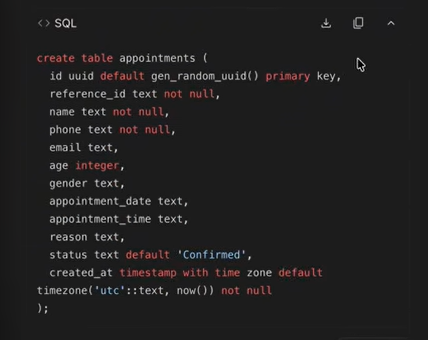 <> SQL
create table appointments (
id uuid default gen_random_uuid() primary key,
reference_id text not null,
name text not null,
phone text not null,
email text,
age integer,
gender text,
appointment_date text,
appointment_time text,
reason text,
status text default 'Confirmed',
created_at timestamp with time zone default
timezone('utc'::text, now()) not null
);